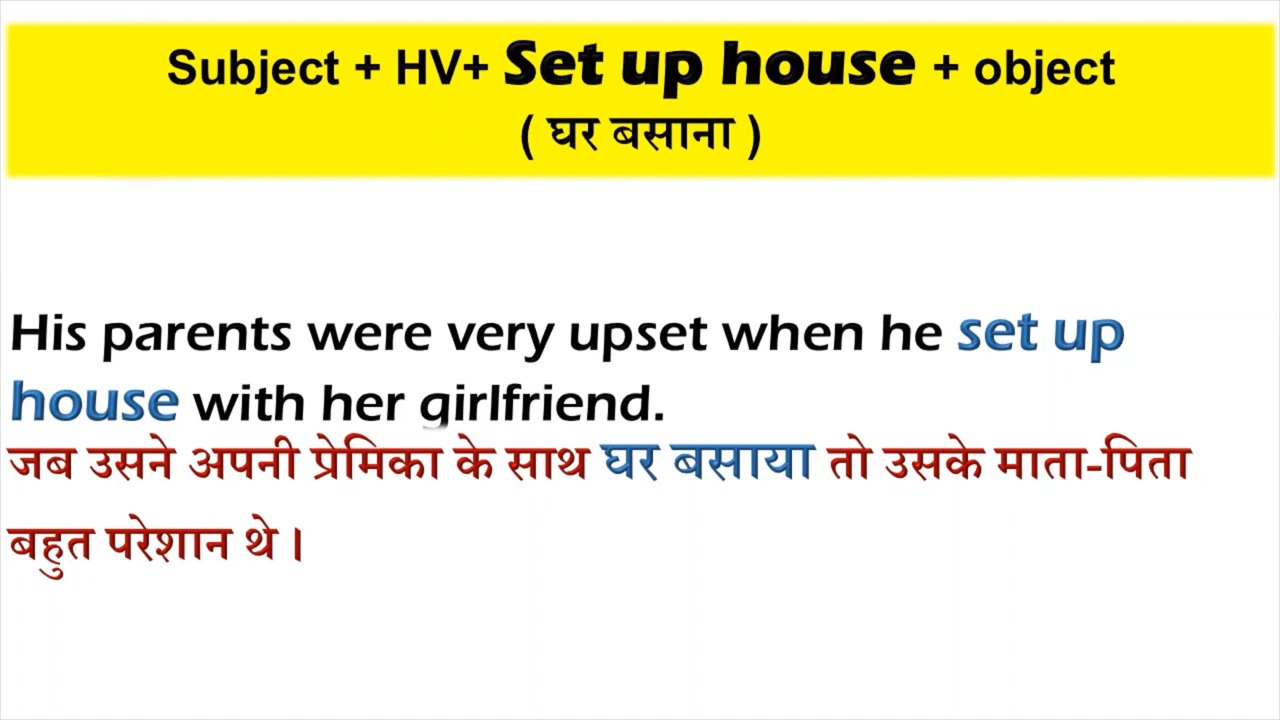 Subject + HV+ Set up house + object
( घर बसाना )
His parents were very upset when he set up
house with her girlfriend.
जब उसने अपनी प्रेमिका के साथ घर बसाया तो उसके माता-पिता
बहुत परेशान थे ।